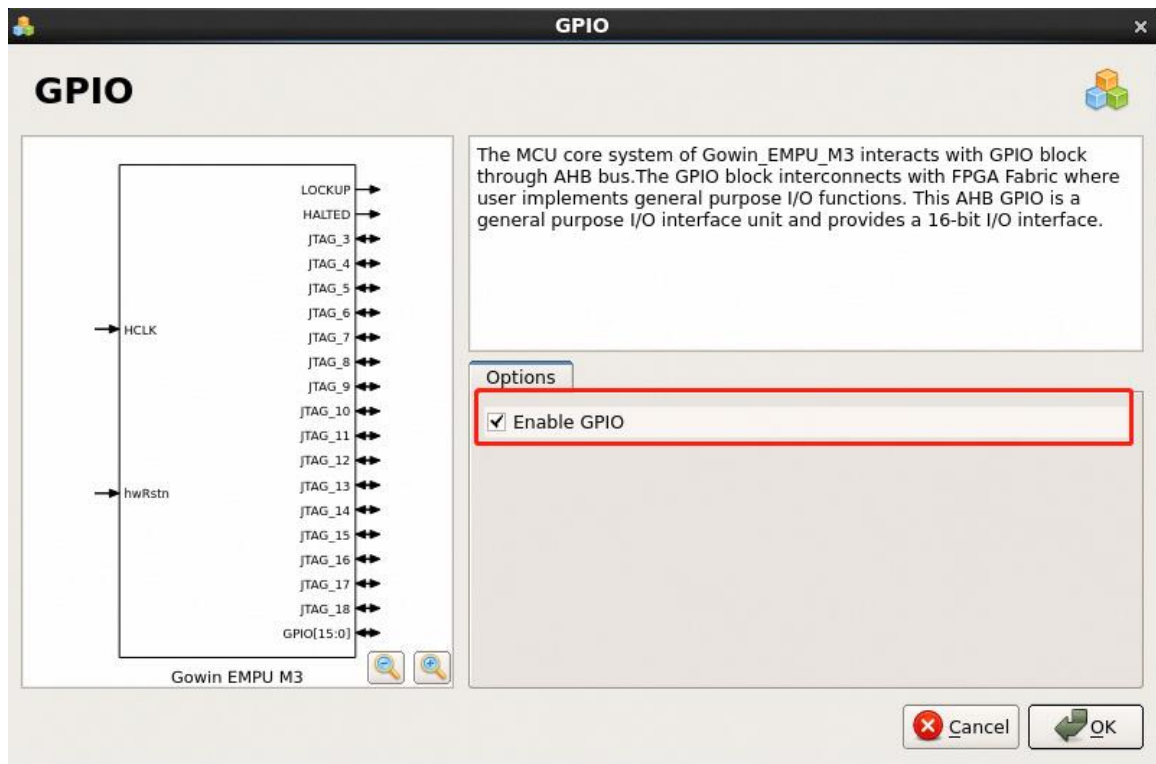 GPIO
GPIO
LOCKUP
HALTED
JTAG_3
JTAG_4
JTAG_5
JTAG_6
HCLK
JTAG_7
JTAG_8
JTAG_9
JTAG_10
JTAG_11
JTAG_12
JTAG_13
hwRstn
JTAG_14
JTAG_15
JTAG_16
JTAG_17
JTAG_18
GPIO[15:0]
Gowin EMPU M3
The MCU core system of Gowin_EMPU_M3 interacts with GPIO block
through AHB bus.The GPIO block interconnects with FPGA Fabric where
user implements general purpose I/O functions. This AHB GPIO is a
general purpose I/O interface unit and provides a 16-bit I/O interface.
Options
Enable GPIO
Cancel
OK